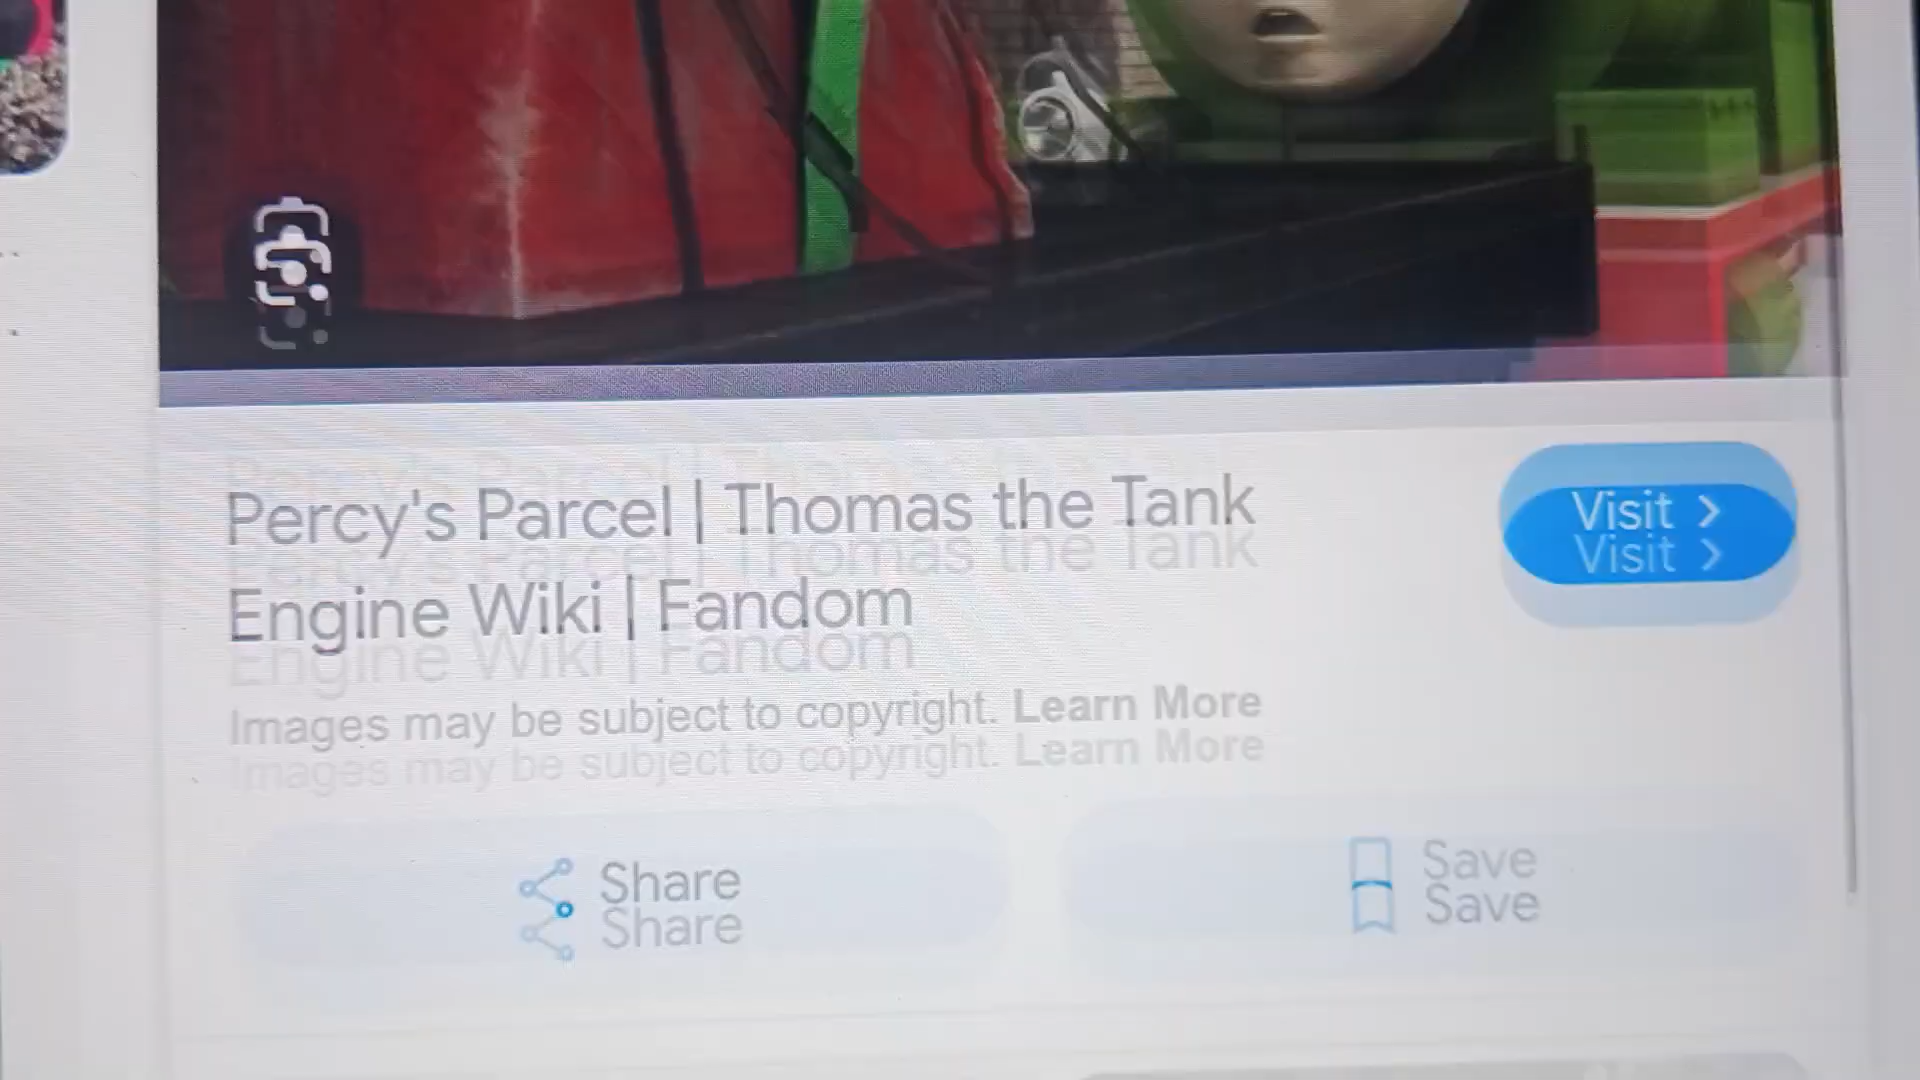 Percy's Parcel | Thomas the Tank
Engine Wiki | Fandom
Visit >
Images may be subject to copyright. Learn More
Share
Save